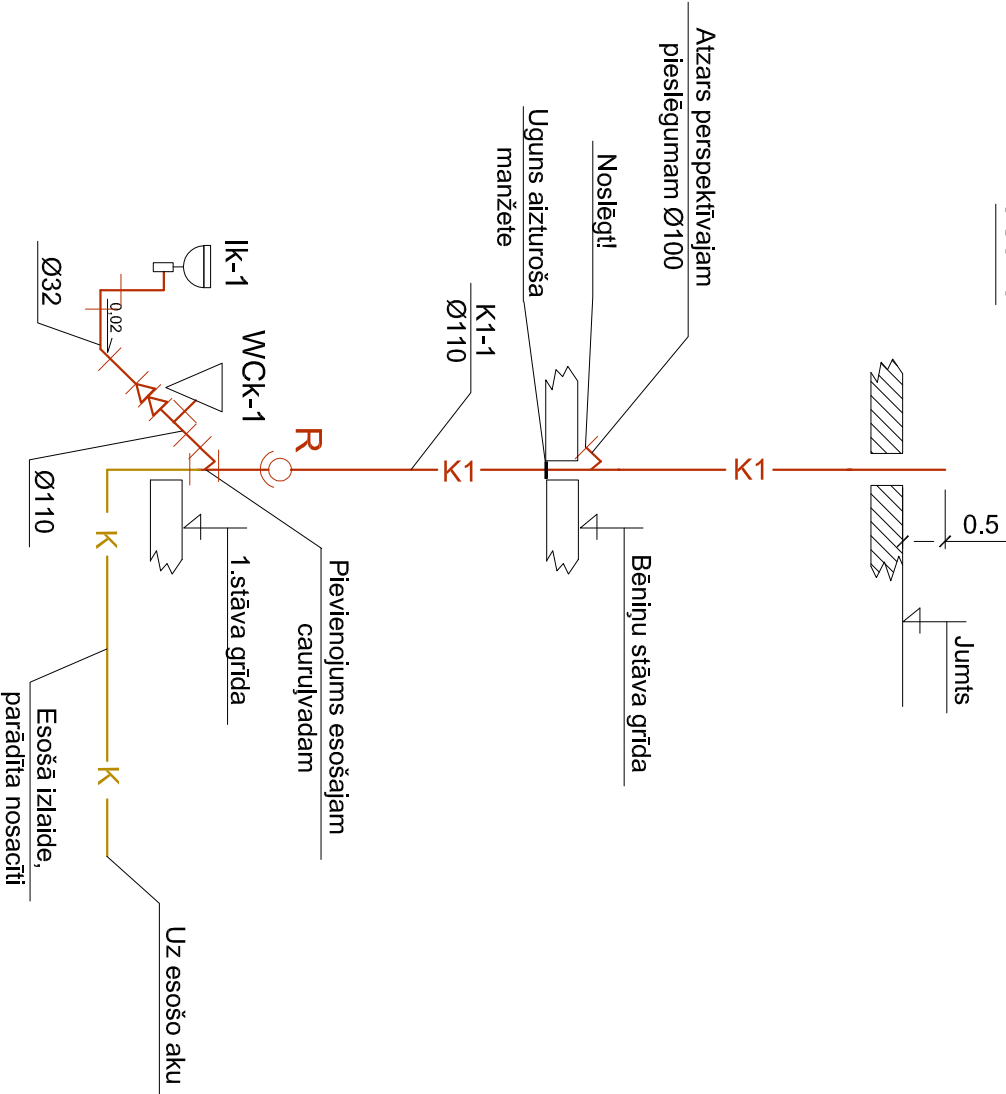 Atzars perspektīvajam
pieslēgumam Ø100
Noslēgt!
Uguns aizturoša
manžete
K1-1
Ø110
Ik-1
WCk-1
Ø32
0,02
Ø110
R
K1
K1
0.5
Jumts
Bēniņu stāva grīda
Pievienojums esošajam
cauruļvadam
1.stāva grīda
K
K
Esošā izlaide,
parādīta nosacīti
Uz esošo aku